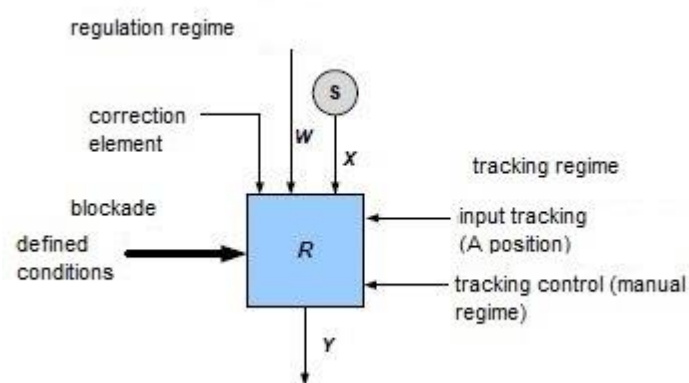 regulation regime
S
correction
element
W
X
tracking regime
blockade
input tracking
(A position)
defined
conditions
R
tracking control (manual
regime)
Y